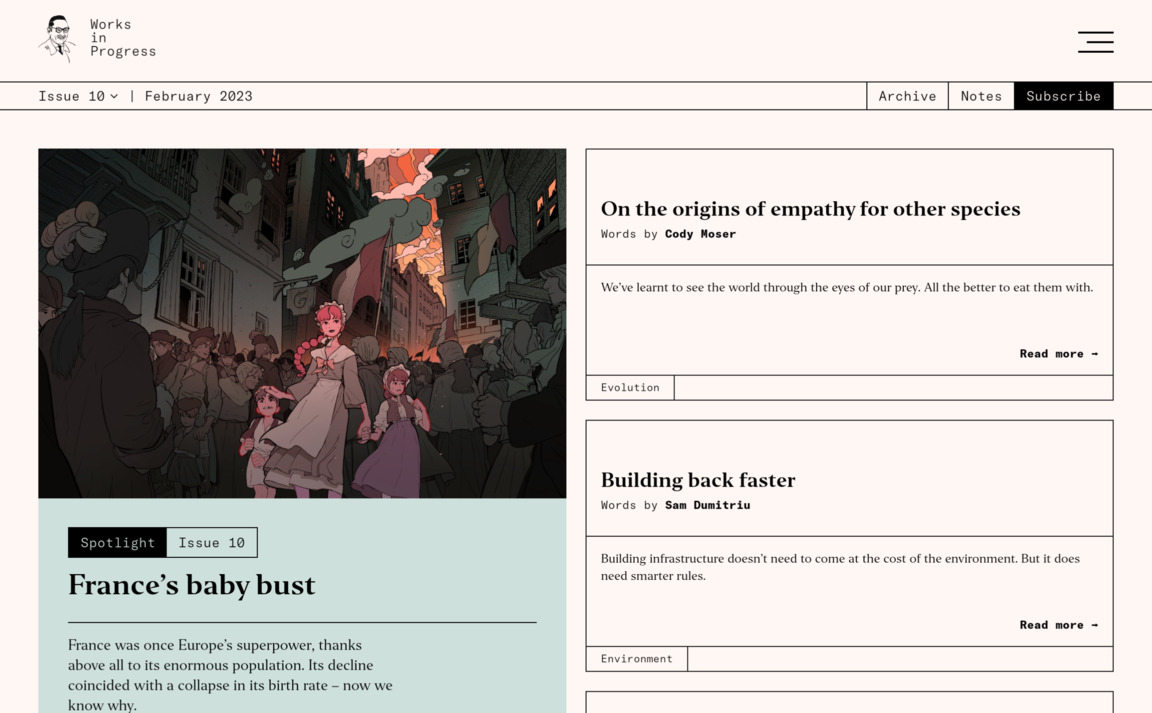 Works
in
Progress
Issue 10 | February 2023
Archive
Notes
Subscribe
Spotlight
Issue 10
France’s baby bust
France was once Europe’s superpower, thanks
above all to its enormous population. Its decline
coincided with a collapse in its birth rate – now we
know why.
On the origins of empathy for other species
Words by Cody Moser
We’ve learnt to see the world through the eyes of our prey. All the better to eat them with.
Read more →
Evolution
Building back faster
Words by Sam Dumitriu
Building infrastructure doesn’t need to come at the cost of the environment. But it does
need smarter rules.
Read more →
Environment